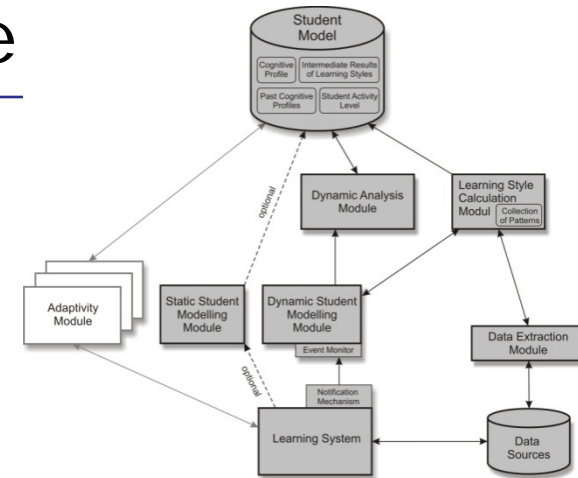 e
Student
Model
Cognitive
Profile
Intermediate Results
of Learning Styles
Past Cognitive
Profiles
Student Activity
Level
optional
Dynamic Analysis
Module
Learning Style
Calculation
Modul
Collection
of Patterns
Adaptivity
Module
Static Student
Modelling
Module
Dynamic Student
Modelling
Module
Event Monitor
Data Extraction
Module
optional
Notification
Mechanism
Learning System
Data
Sources